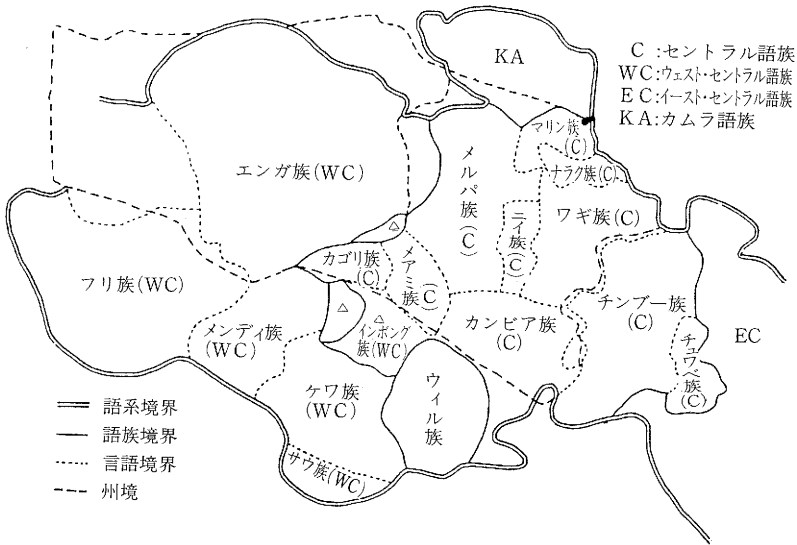 KA
C:セントラル語族
WC:ウェスト・セントラル語族
EC:イースト・セントラル語族
KA:カムラ語族
マリン族
(C)
エンガ族(WC)
メルパ族(C)
ナラク族(C)
ニイ族(C)
ワギ族(C)
カゴリ族
(C)
メアミ族(C)
フリ族(WC)
チンブー族
(C)
メンディ族
(WC)
インボング
族(WC)
カンビア族
(C)
EC
チュワベ族(C)
ケワ族
(WC)
ウィル族
サウ族(WC)
語系境界
語族境界
言語境界
州境